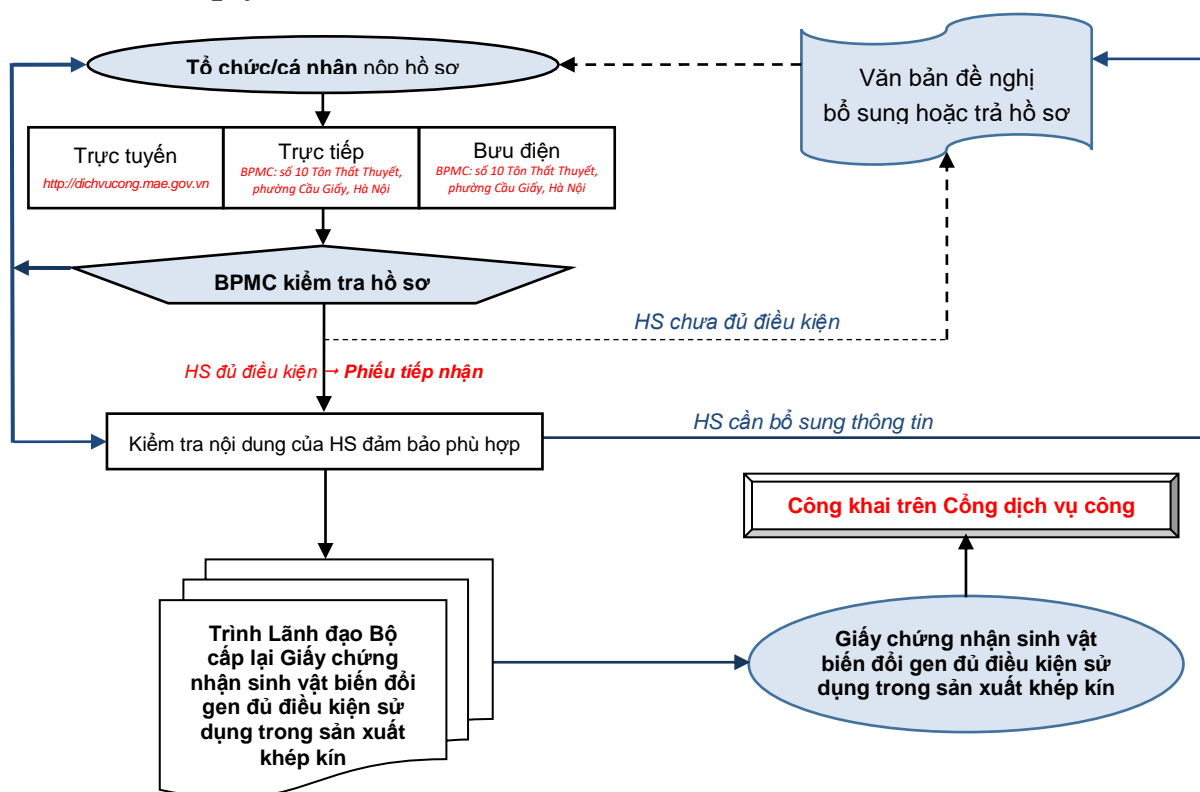 Tổ chức/cá nhân nộp hồ sơ
Văn bản đề nghị
bổ sung hoặc trả hồ sơ
Trực tuyến
http://dichvucong.mae.gov.vn
Trực tiếp
BPMC: số 10 Tôn Thất Thuyết,
phường Cầu Giấy, Hà Nội
Bưu điện
BPMC: số 10 Tôn Thất Thuyết,
phường Cầu Giấy, Hà Nội
BPMC kiểm tra hồ sơ
HS chưa đủ điều kiện
HS đủ điều kiện → Phiếu tiếp nhận
Kiểm tra nội dung của HS đảm bảo phù hợp
HS cần bổ sung thông tin
Công khai trên Cổng dịch vụ công
Trình Lãnh đạo Bộ
cấp lại Giấy chứng
nhận sinh vật biến đổi
gen đủ điều kiện sử
dụng trong sản xuất
khép kín
Giấy chứng nhận sinh vật
biến đổi gen đủ điều kiện sử
dụng trong sản xuất khép kín